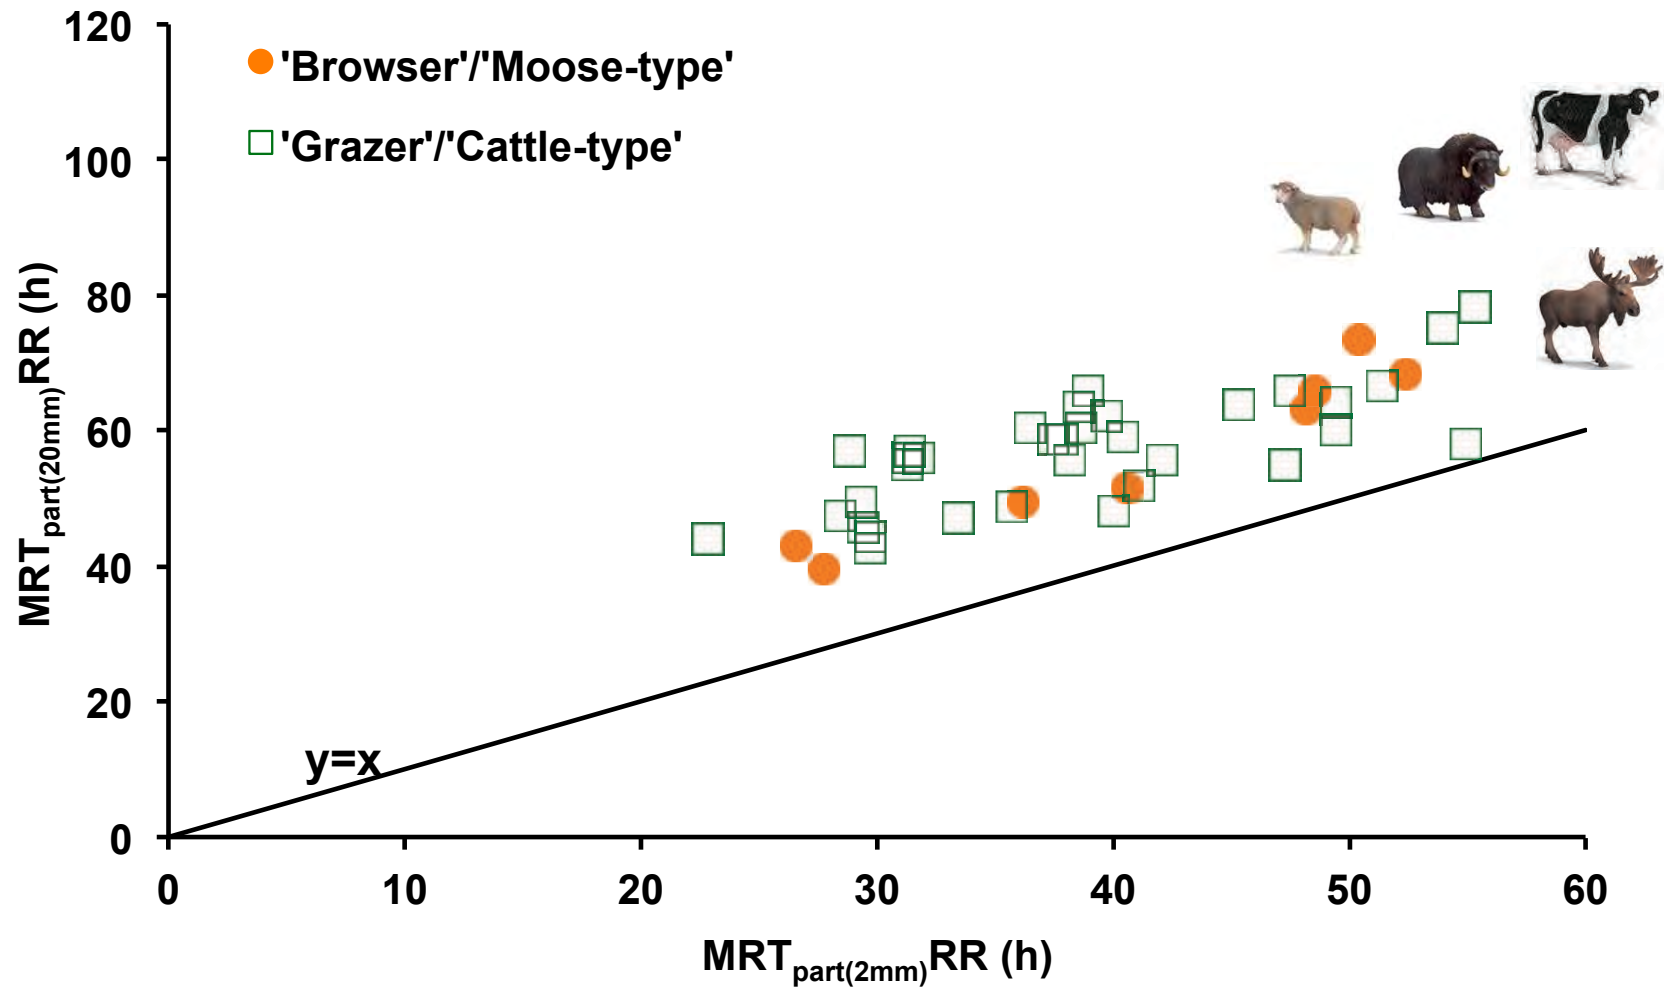 120
'Browser'/'Moose-type'
'Grazer'/'Cattle-type'
100
80
60
40
20
0
MRTpart(20mm)RR (h)
y=x
0 10 20 30 40 50 60
MRTpart(2mm)RR (h)